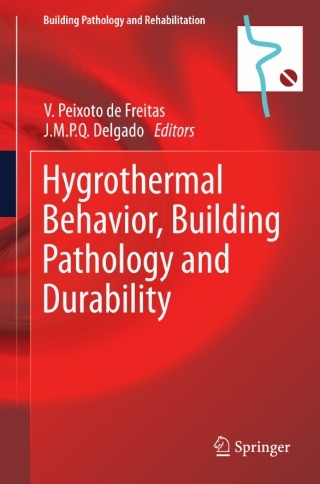 Building Pathology and Rehabilitation
V. Peixoto de Freitas
J.M.P.Q. Delgado Editors
Hygrothermal
Behavior, Building
Pathology and
Durability
Springer